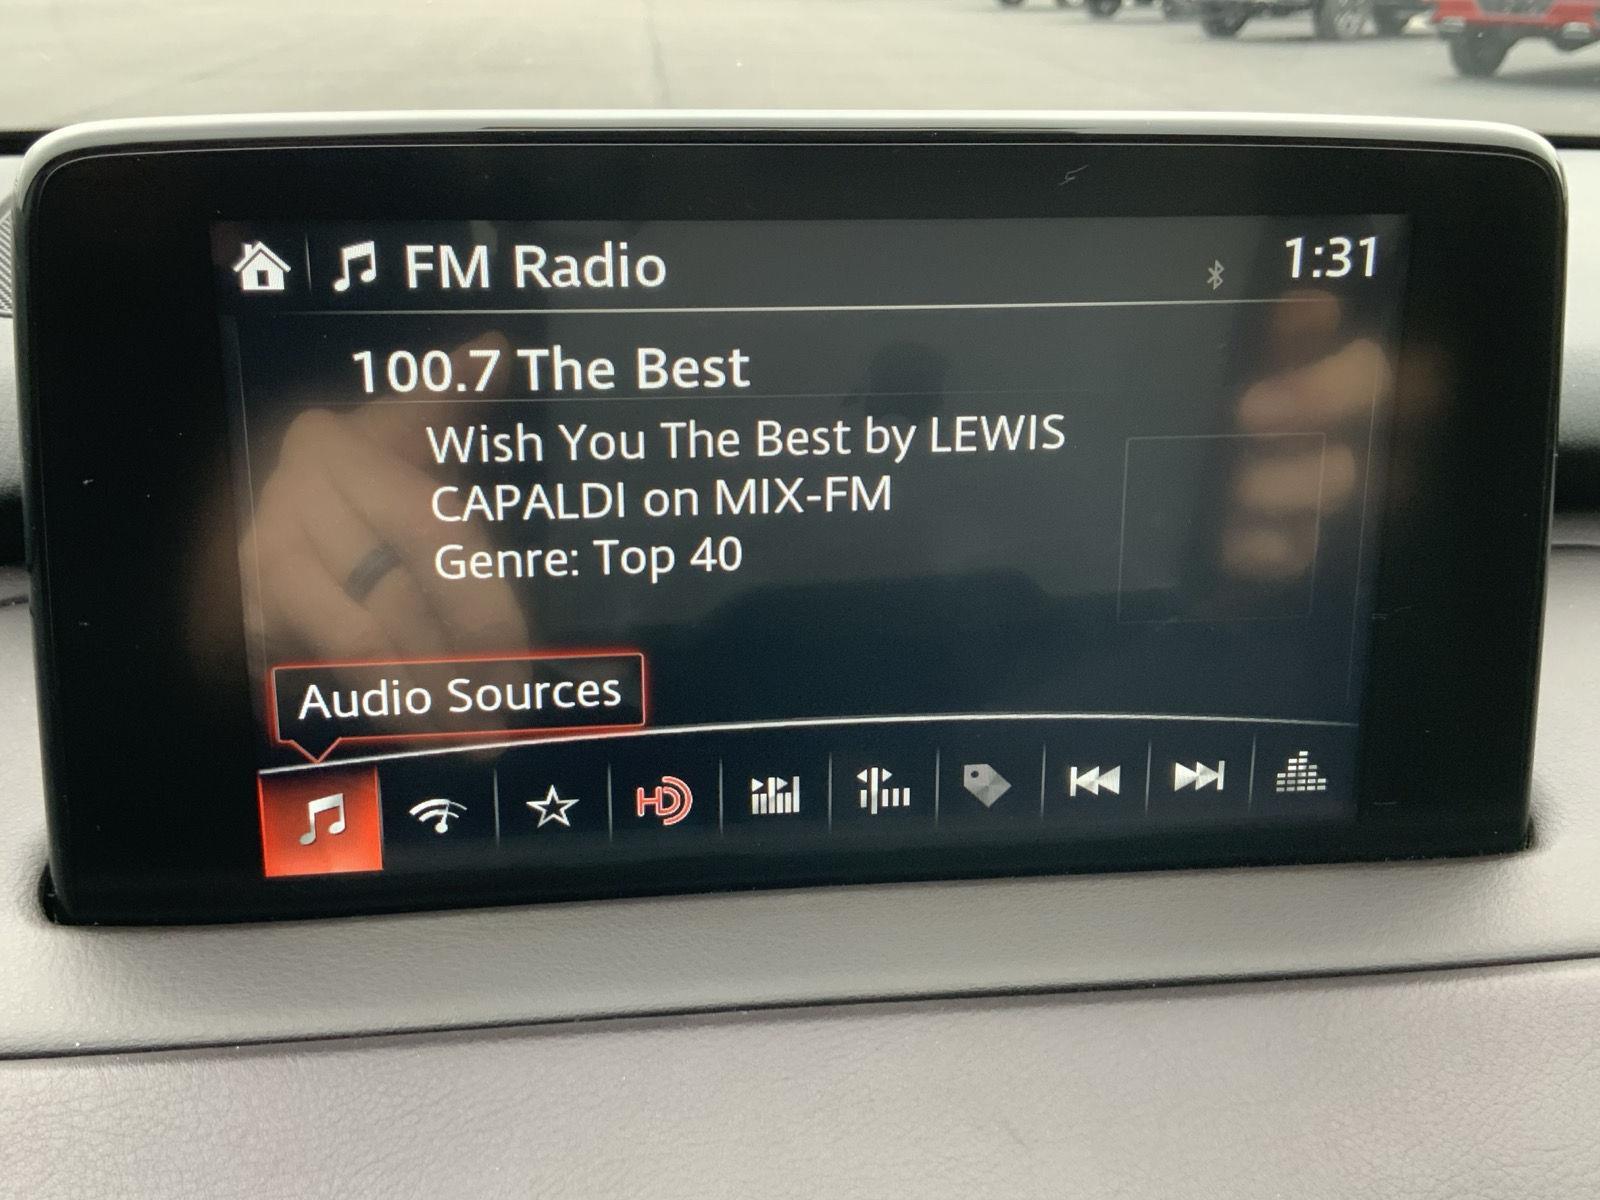 FM Radio
1:31
100.7 The Best
Wish You The Best by LEWIS
CAPALDI on MIX-FM
Genre: Top 40
Audio Sources
HD